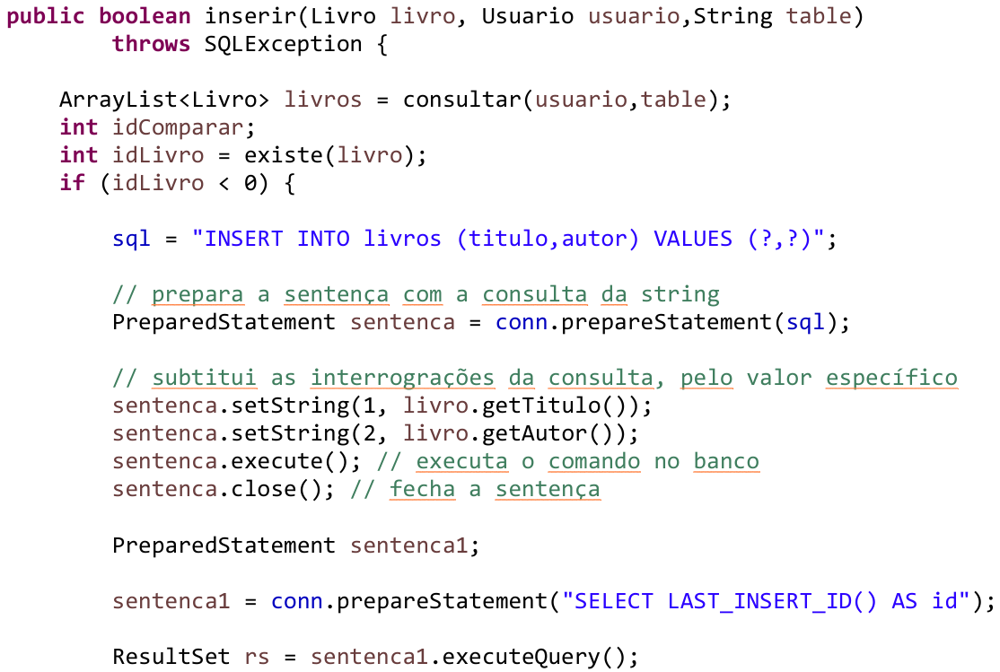 public boolean inserir(Livro livro, Usuario usuario,String table)
throws SQLException {
ArrayList<Livro> livros = consultar(usuario,table);
int idComparar;
int idLivro = existe(livro);
if (idLivro < 0) {
sql = "INSERT INTO livros (titulo,autor) VALUES (?,?)";
// prepara a sentença com a consulta da string
PreparedStatement sentenca = conn.prepareStatement(sql);
// subtitui as interrograções da consulta, pelo valor específico
sentenca.setString(1, livro.getTitulo());
sentenca.setString(2, livro.getAutor());
sentenca.execute(); // executa o comando no banco
sentenca.close(); // fecha a sentença
PreparedStatement sentenca1;
sentenca1 = conn.prepareStatement("SELECT LAST_INSERT_ID() AS id");
ResultSet rs = sentenca1.executeQuery();